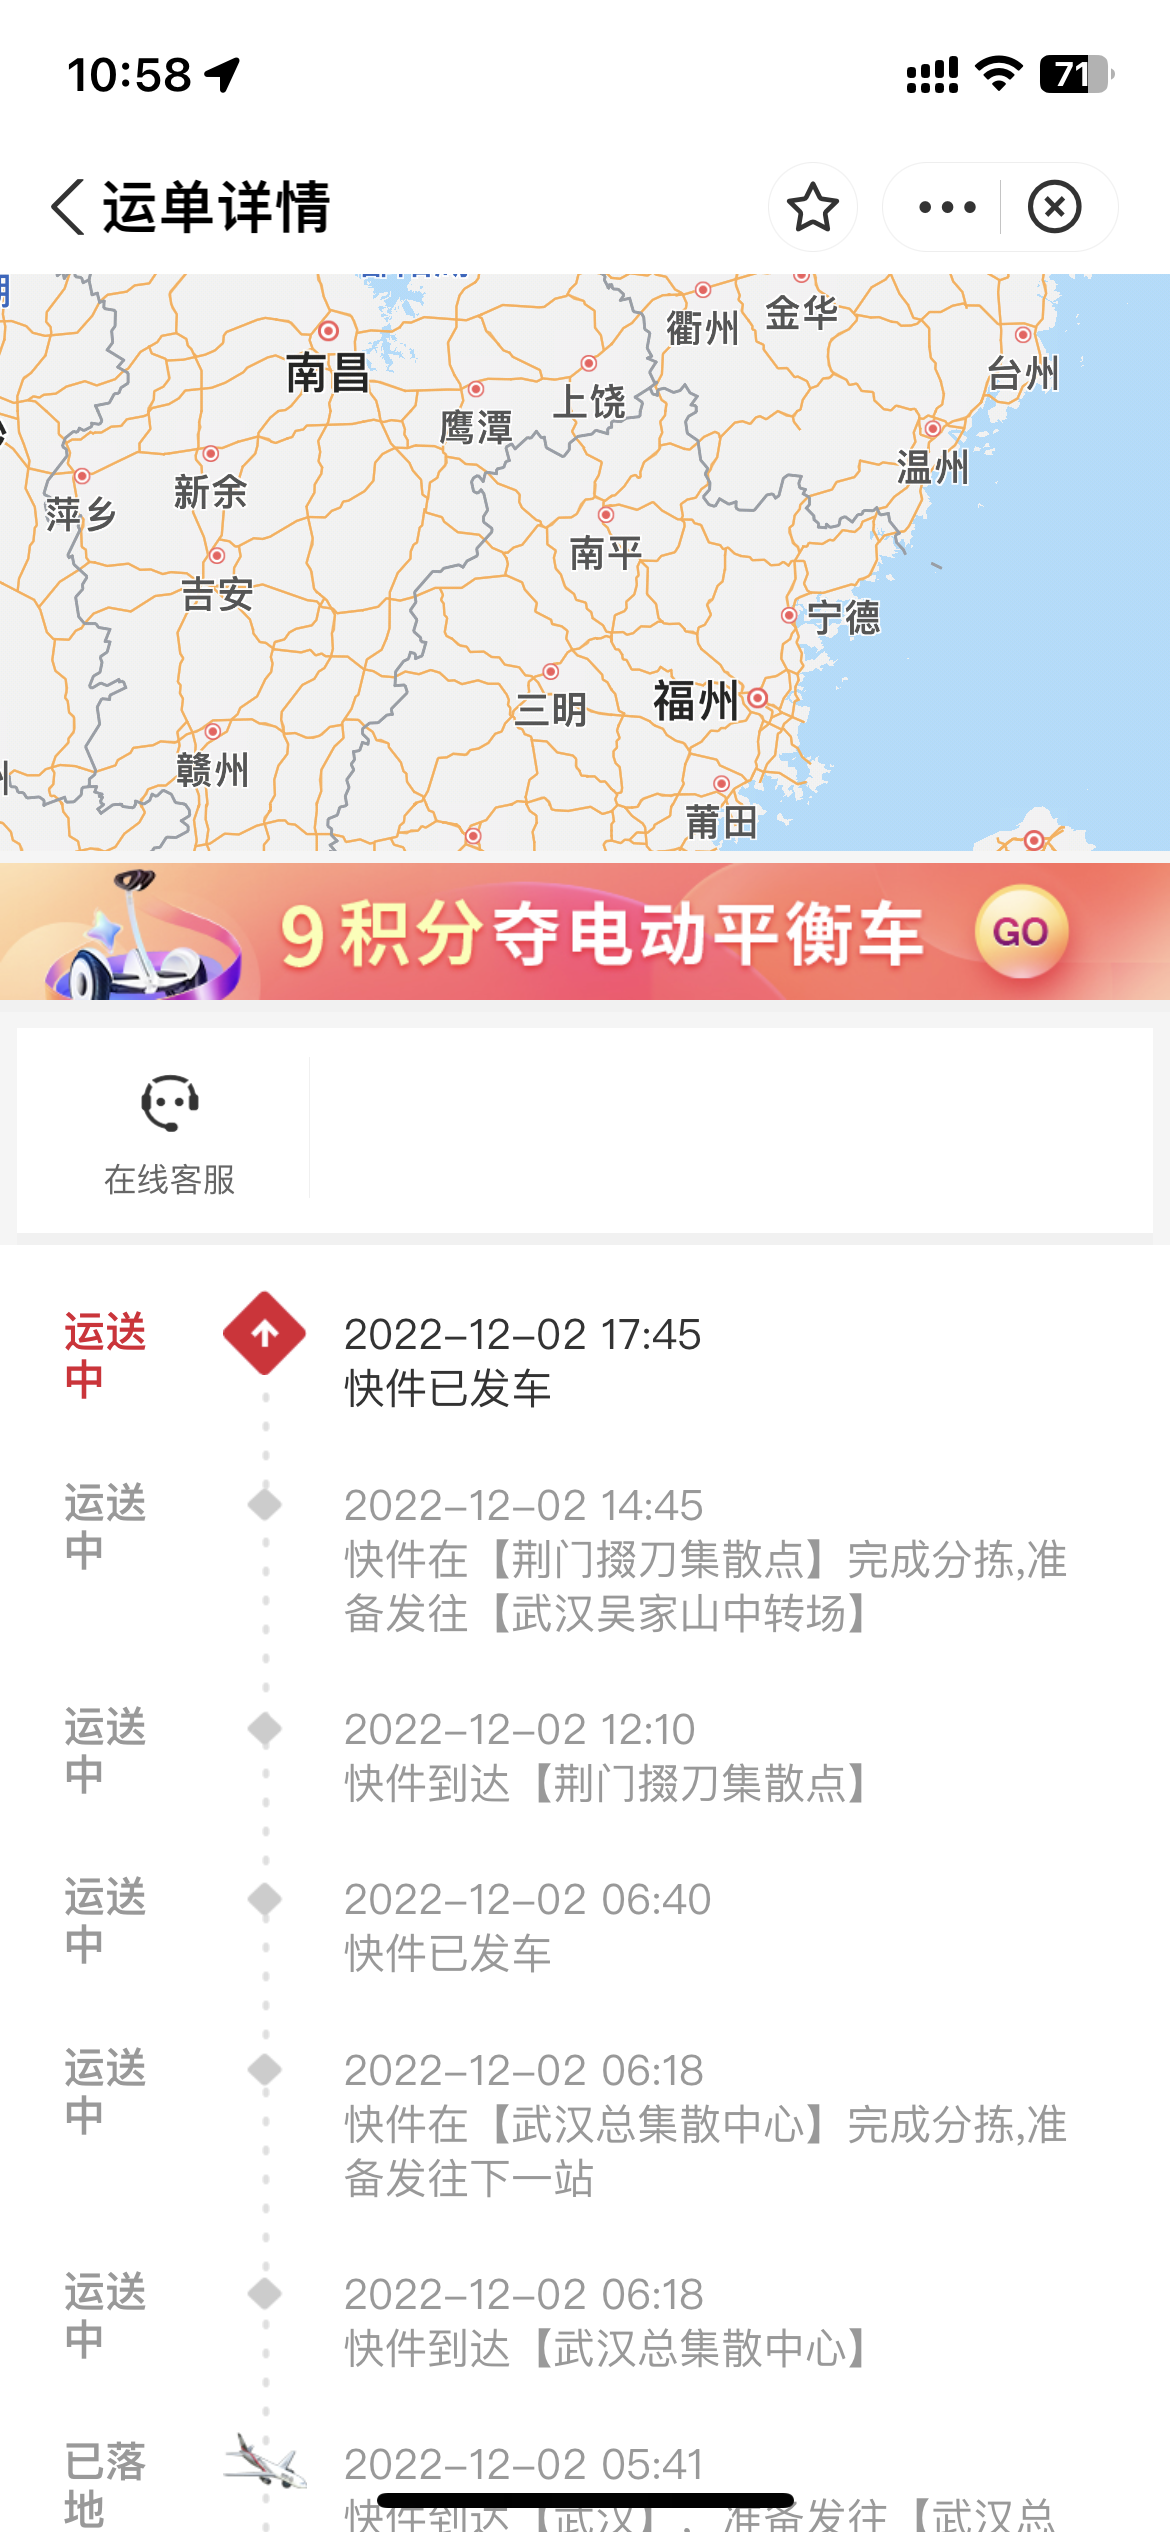 10:58
71
运单详情
南昌
衢州
金华
台州
上饶
鹰潭
温州
新余
萍乡
南平
吉安
宁德
三明
福州
赣州
莆田
9积分夺电动平衡车
GO
在线客服
运送中
2022-12-02 17:45
快件已发车
运送中
2022-12-02 14:45
快件在【荆门掇刀集散点】完成分拣,准
备发往【武汉吴家山中转场】
运送中
2022-12-02 12:10
快件到达【荆门掇刀集散点】
运送中
2022-12-02 06:40
快件已发车
运送中
2022-12-02 06:18
快件在【武汉总集散中心】完成分拣,准
备发往下一站
运送中
2022-12-02 06:18
快件到达【武汉总集散中心】
已落地
2022-12-02 05:41
快件到达【武汉】，准备发往【武汉总